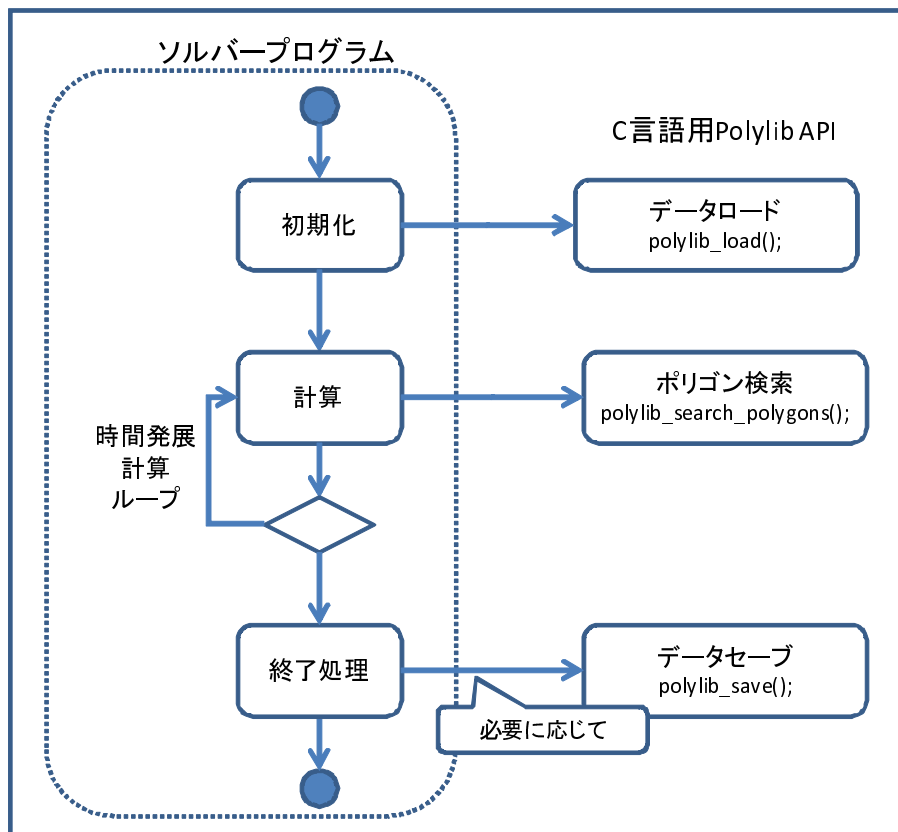 ソルバープログラム
C言語用Polylib API
初期化
データロード
polylib_load();
計算
ポリゴン検索
polylib_search_polygons();
時間発展
計算
ループ
終了処理
データセーブ
polylib_save();
必要に応じて